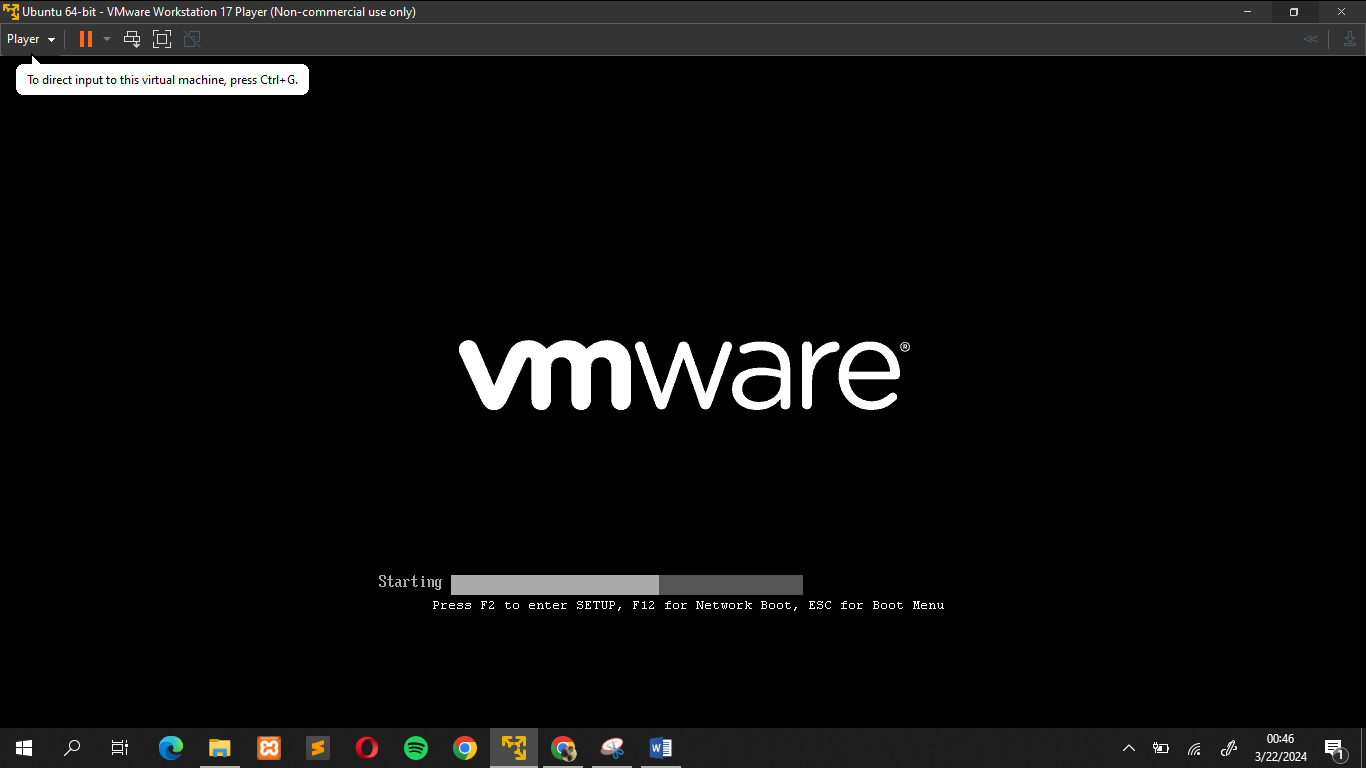 Ubuntu 64-bit - VMware Workstation 17 Player (Non-commercial use only)
Player
To direct input to this virtual machine, press Ctrl+G.
vmware®
Starting
Press F2 to enter SETUP, F12 for Network Boot, ESC for Boot Menu
00:46
3/22/2024
1